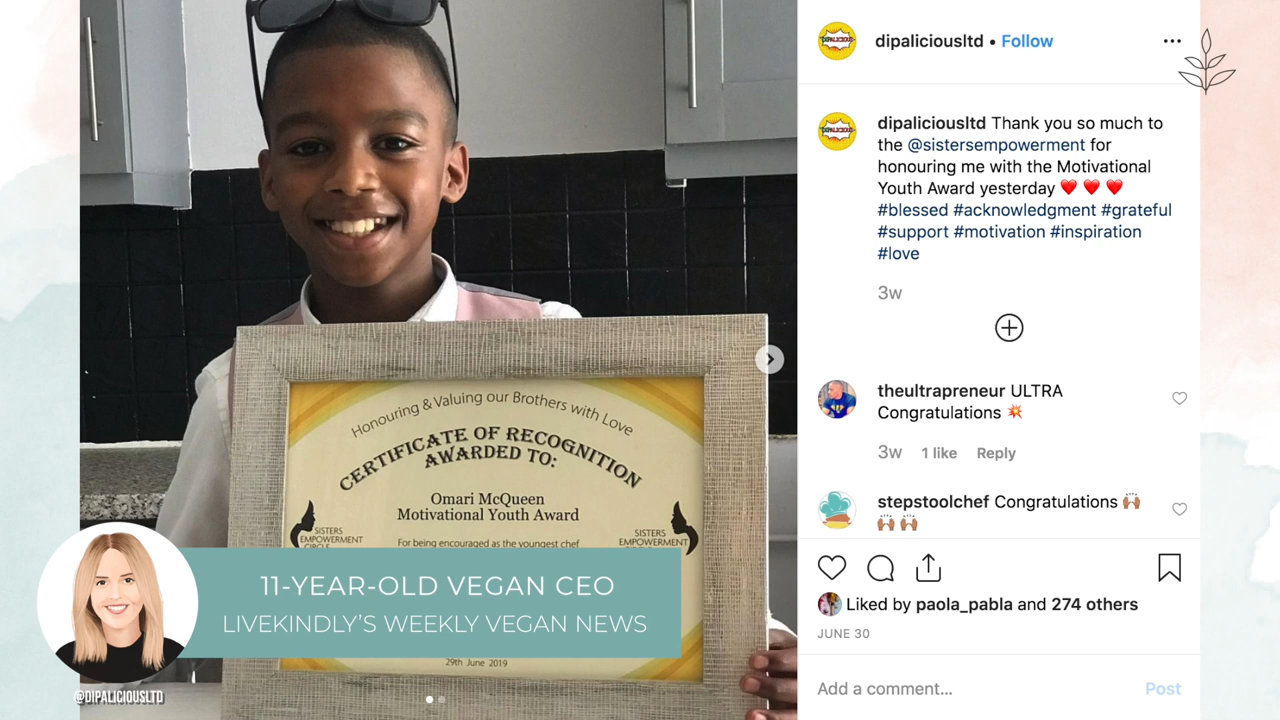 dipaliciousltd • Follow
dipaliciousltd Thank you so much to
the @sistersempowerment for
honouring me with the Motivational
Youth Award yesterday ❤️ ❤️ ❤️
#blessed #acknowledgment #grateful
#support #motivation #inspiration
#love
3w
theultrapreneur ULTRA
Congratulations 💥
3w 1 like Reply
stepstoolchef Congratulations 🙌🏽
🙌🏽 🙌🏽
Liked by paola_pabla and 274 others
JUNE 30
Add a comment... Post
Honouring & Valuing our Brothers with Love
CERTIFICATE OF RECOGNITION
AWARDED TO:
Omari McQueen
Motivational Youth Award
SISTERS
EMPOWERMENT
CIRCLE
SISTERS
EMPOWERMENT
For being encouraged as the youngest chef
29th June 2019
11-YEAR-OLD VEGAN CEO
LIVEKINDLY'S WEEKLY VEGAN NEWS
@DIPALICIOUSLTD
DIPALICIOUS
DIPALICIOUS